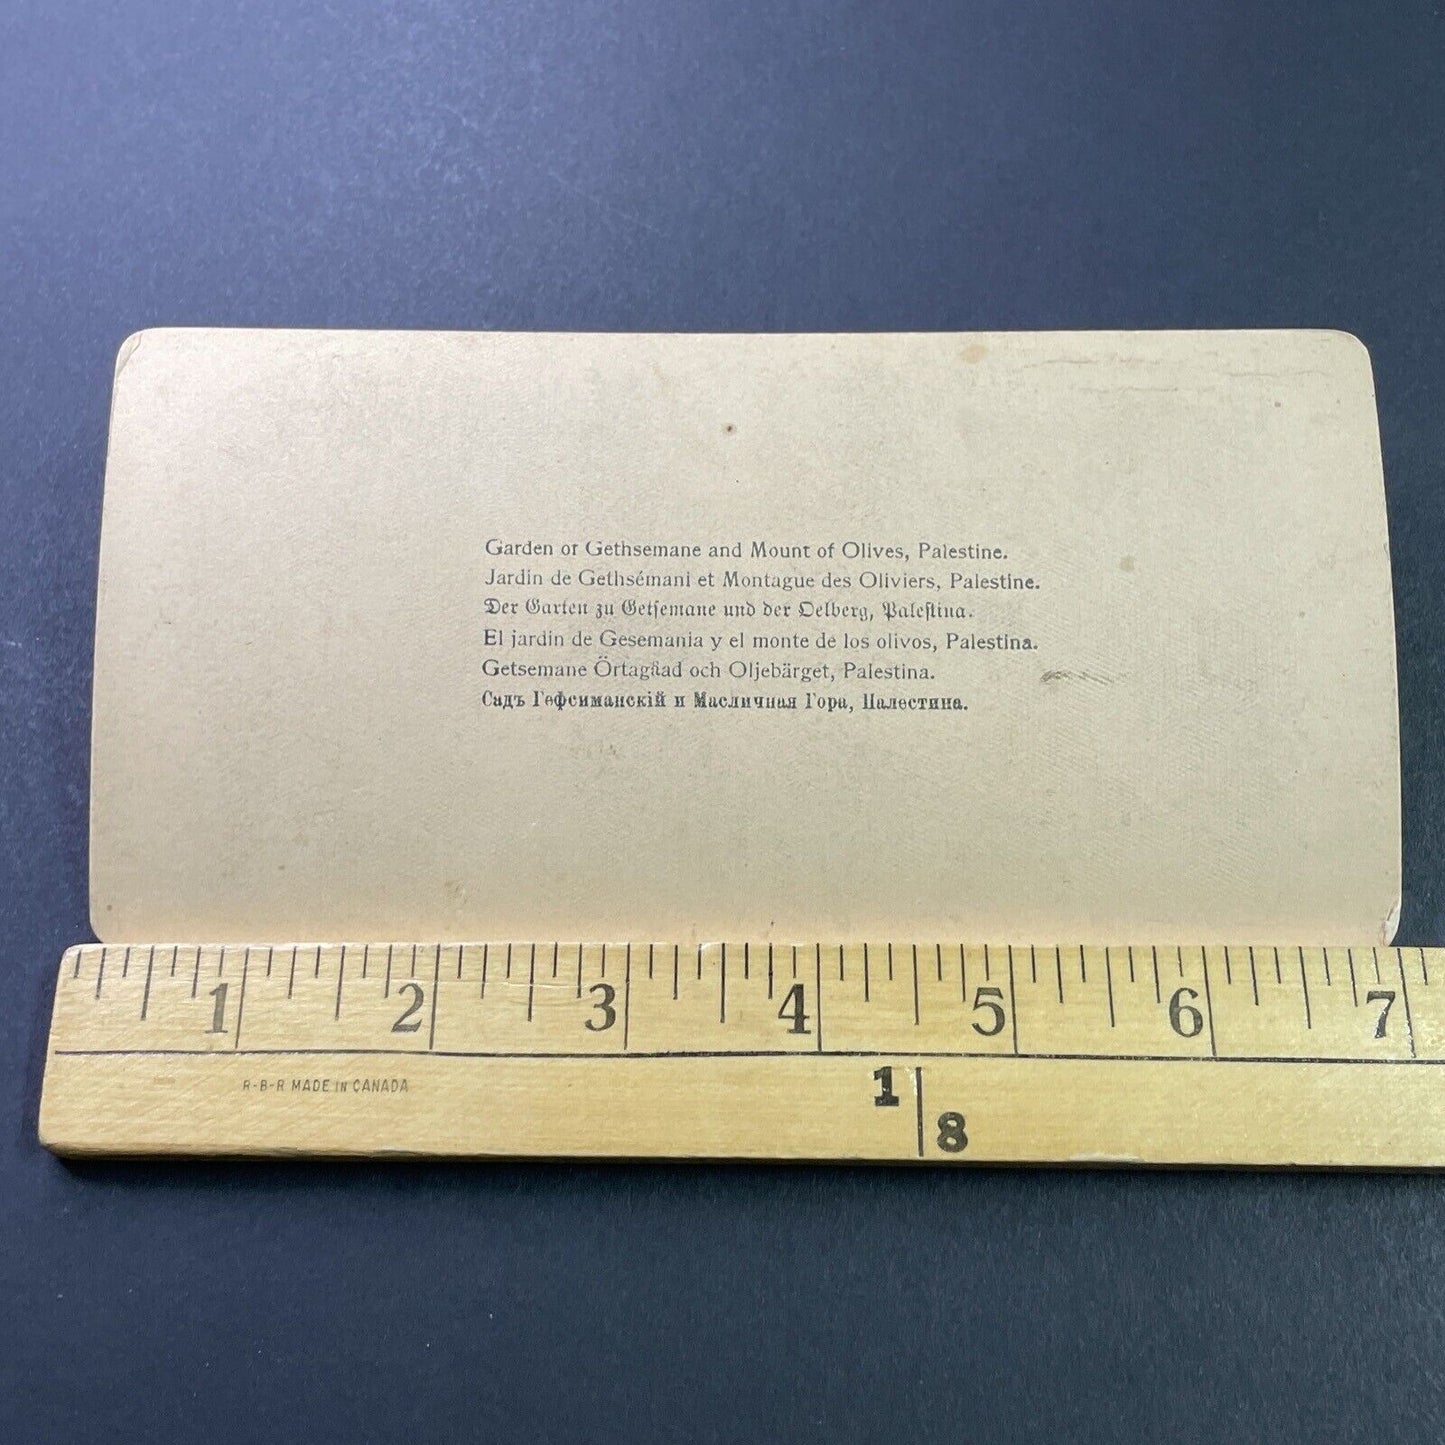 Garden of Gethsemane and Mount of Olives, Palestine.
Jardin de Gethsémani et Montague des Oliviers, Palestine.
Der Garten zu Getsemane und der Oelberg, Palestina.
El jardin de Gesemania y el monte de los olivos, Palestina.
Getsemane Örtagåad och Oljebärget, Palestina.
Садъ Гефсиманскій и Масличная Гора, Палестина.
1 2 3 4 5 6 7
R-B-R MADE IN CANADA
1 8